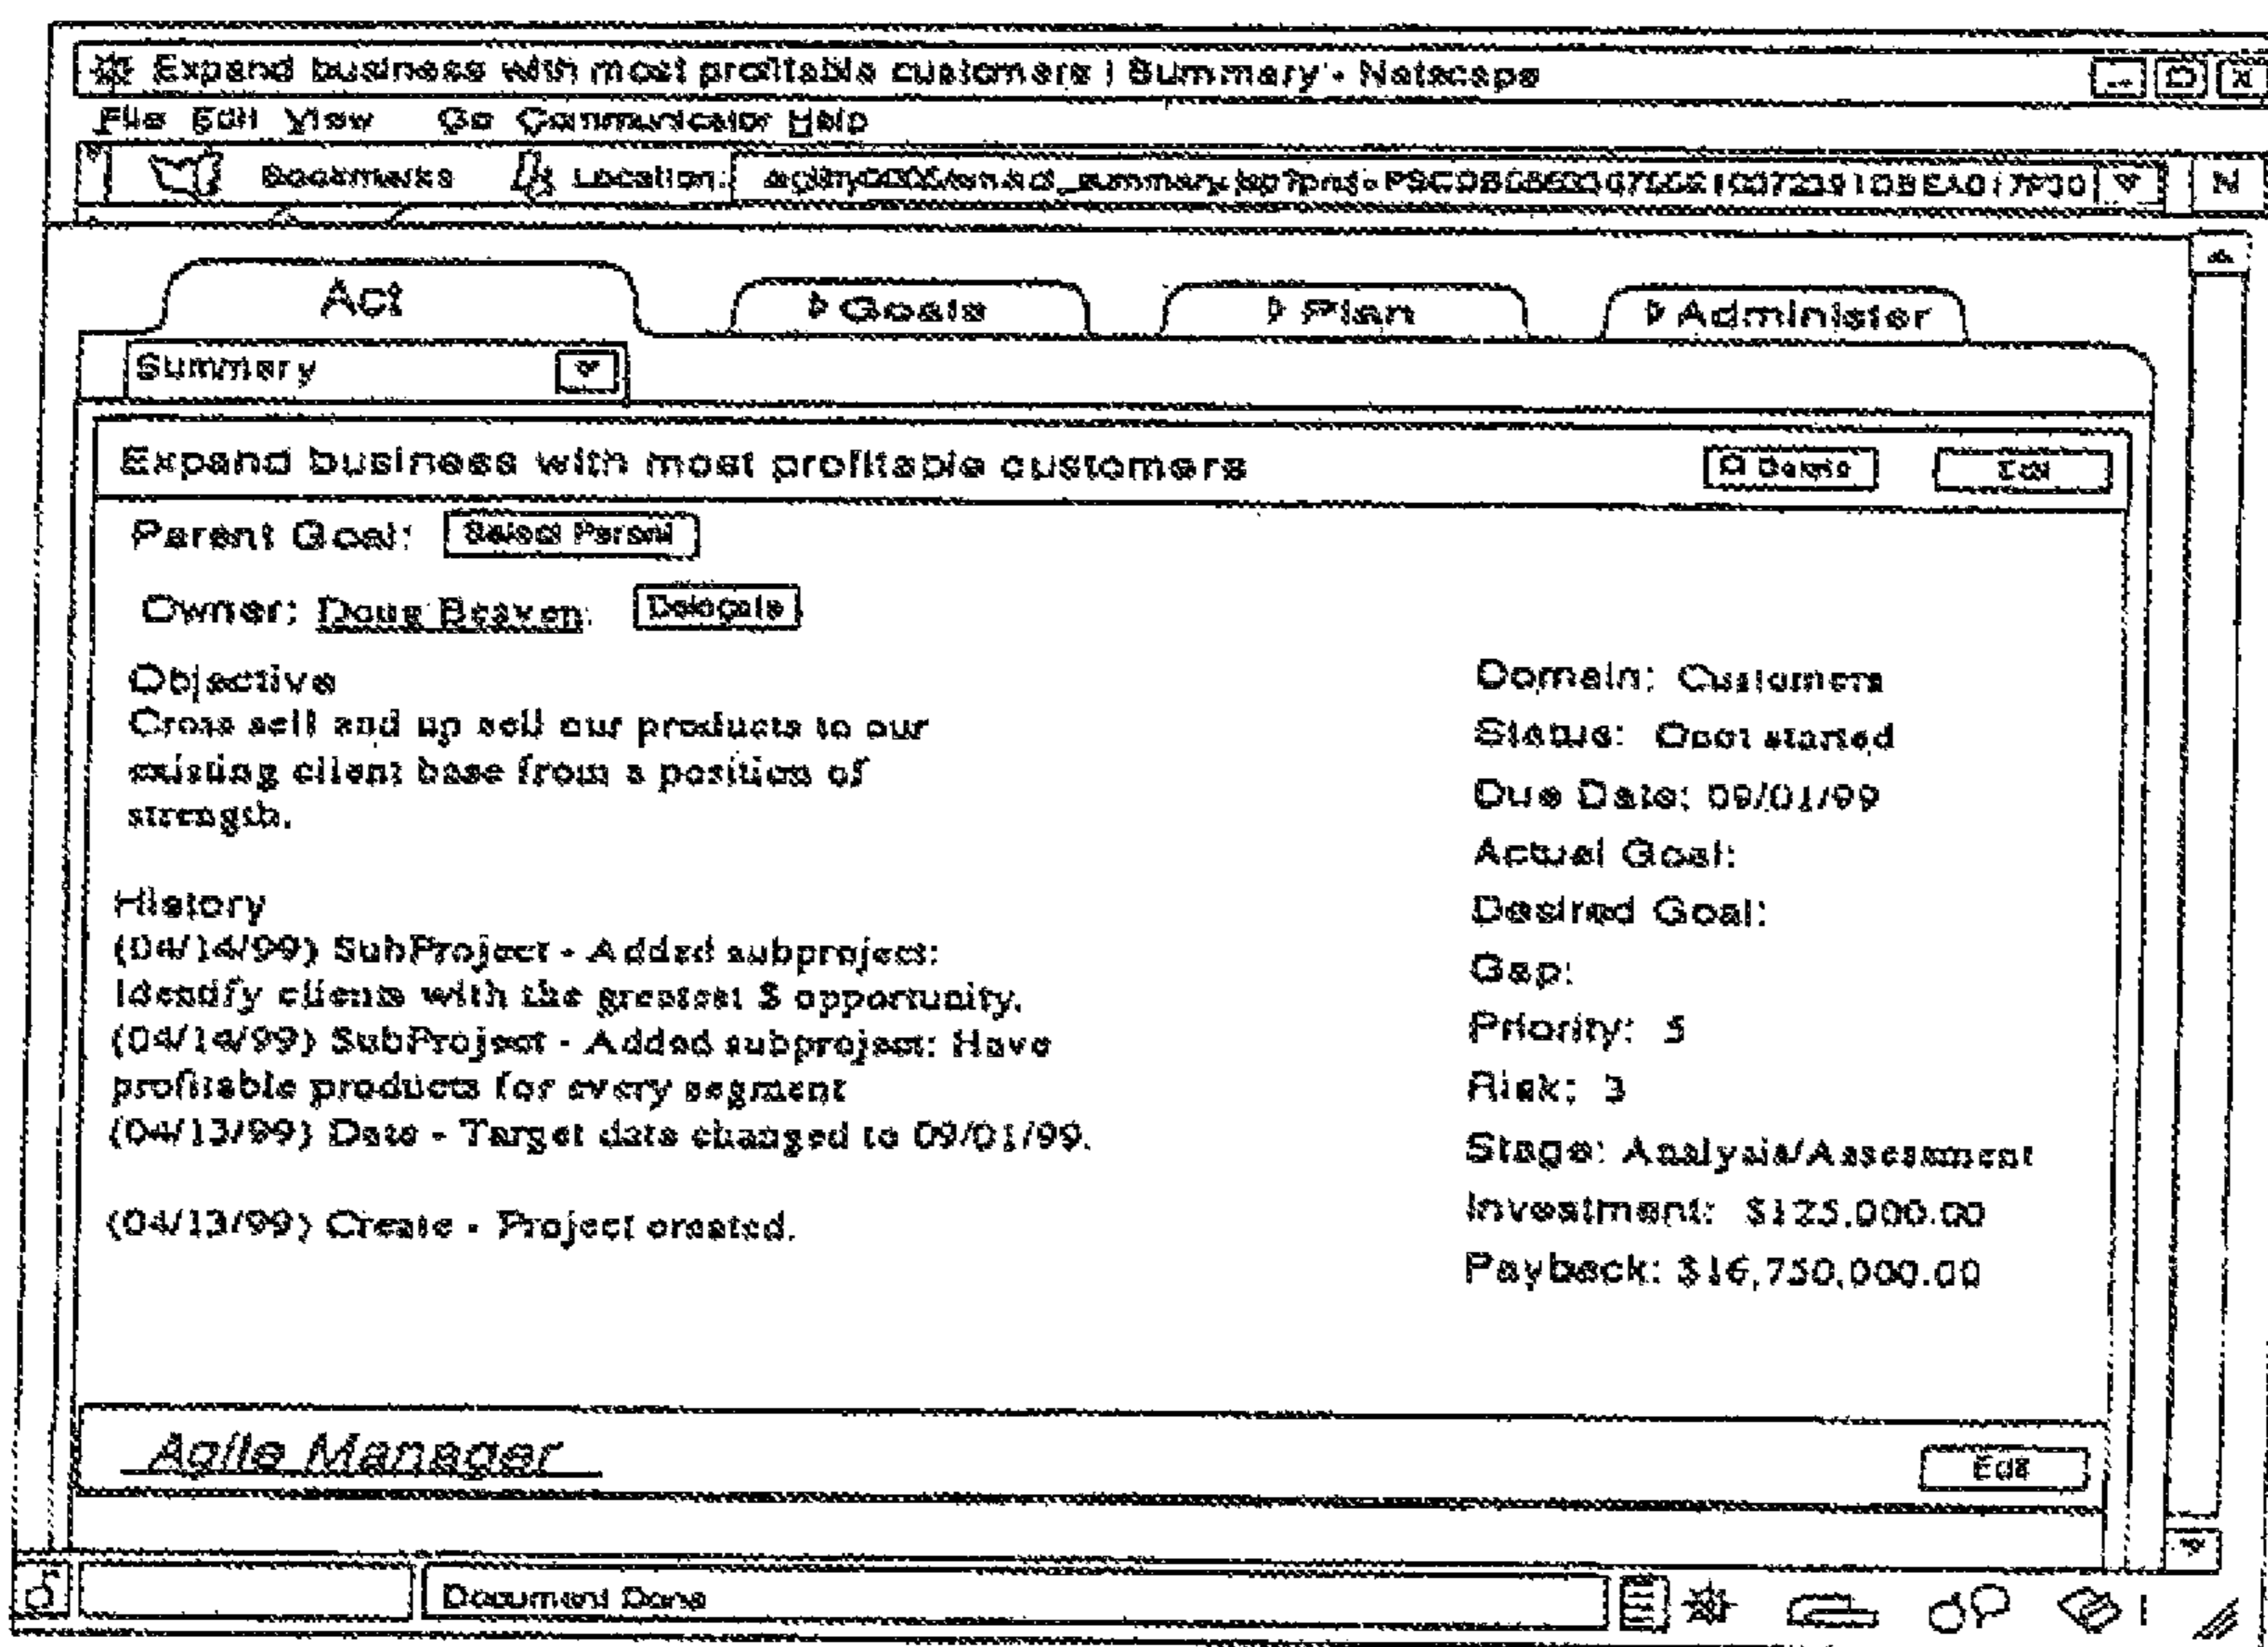 Expand business with most profitable customers | Summary - Netscape
File Edit View Go Communicator Help
Bookmarks Location:
N
Act Goals Plan Administer
Summary
Expand business with most profitable customers Edit
Parent Goal: Select Parent
Owner: Doug Beaven Delegate
Objective
Cross sell and up sell our products to our
existing client base from a position of
strength.
History
(04/14/99) SubProject - Added subproject:
Identify clients with the greatest $ opportunity.
(04/14/99) SubProject - Added subproject: Have
profitable products for every segment
(04/13/99) Date - Target date changed to 09/01/99.
(04/13/99) Create - Project created.
Domain: Customers
Status: started
Due Date: 09/01/99
Actual Goal:
Desired Goal:
Gap:
Priority: 5
Risk: 3
Stage: Analysis/Assessment
Investment: $125,000.00
Payback: $16,750,000.00
Agile Manager Edit
Document Done